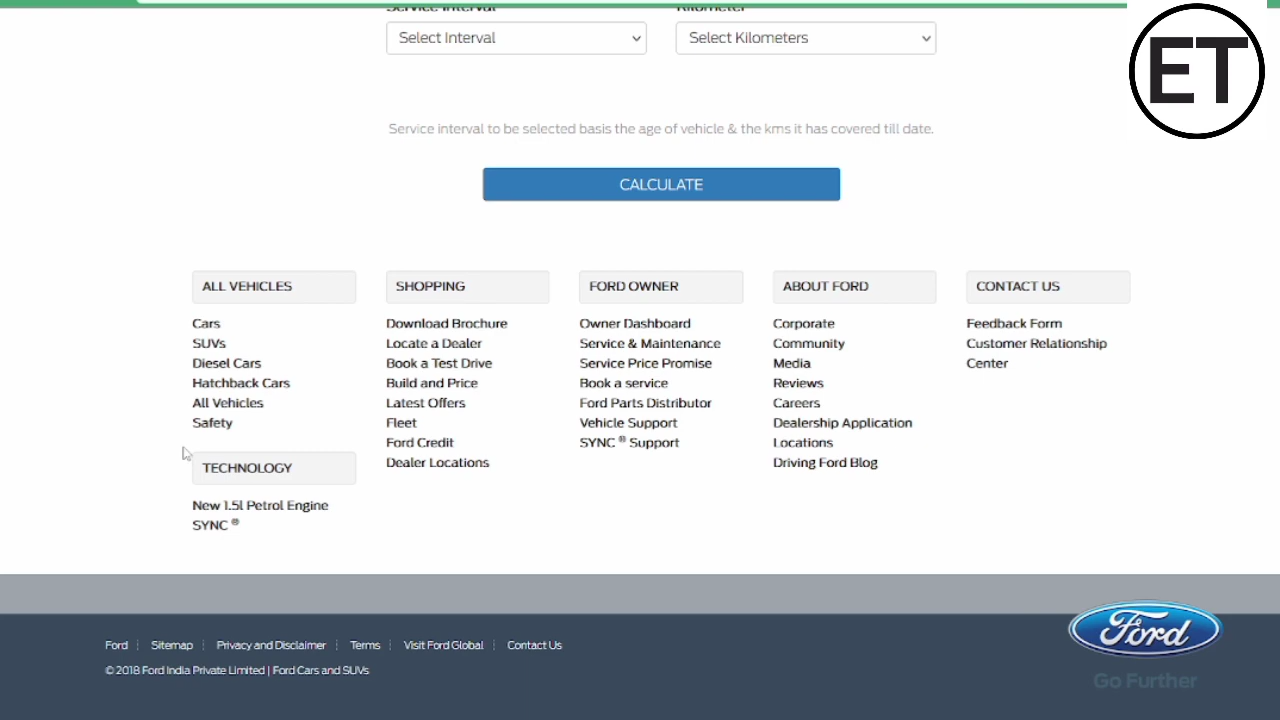 Service Interval
Kilometer
Select Interval
Select Kilometers
ET
Service interval to be selected basis the age of vehicle & the kms it has covered till date.
CALCULATE
ALL VEHICLES
Cars
SUVs
Diesel Cars
Hatchback Cars
All Vehicles
Safety
TECHNOLOGY
New 1.5l Petrol Engine
SYNC ®
SHOPPING
Download Brochure
Locate a Dealer
Book a Test Drive
Build and Price
Latest Offers
Fleet
Ford Credit
Dealer Locations
FORD OWNER
Owner Dashboard
Service & Maintenance
Service Price Promise
Book a service
Ford Parts Distributor
Vehicle Support
SYNC ® Support
ABOUT FORD
Corporate
Community
Media
Reviews
Careers
Dealership Application
Locations
Driving Ford Blog
CONTACT US
Feedback Form
Customer Relationship
Center
Ford
Sitemap
Privacy and Disclaimer
Terms
Visit Ford Global
Contact Us
© 2018 Ford India Private Limited | Ford Cars and SUVs
Ford
Go Further